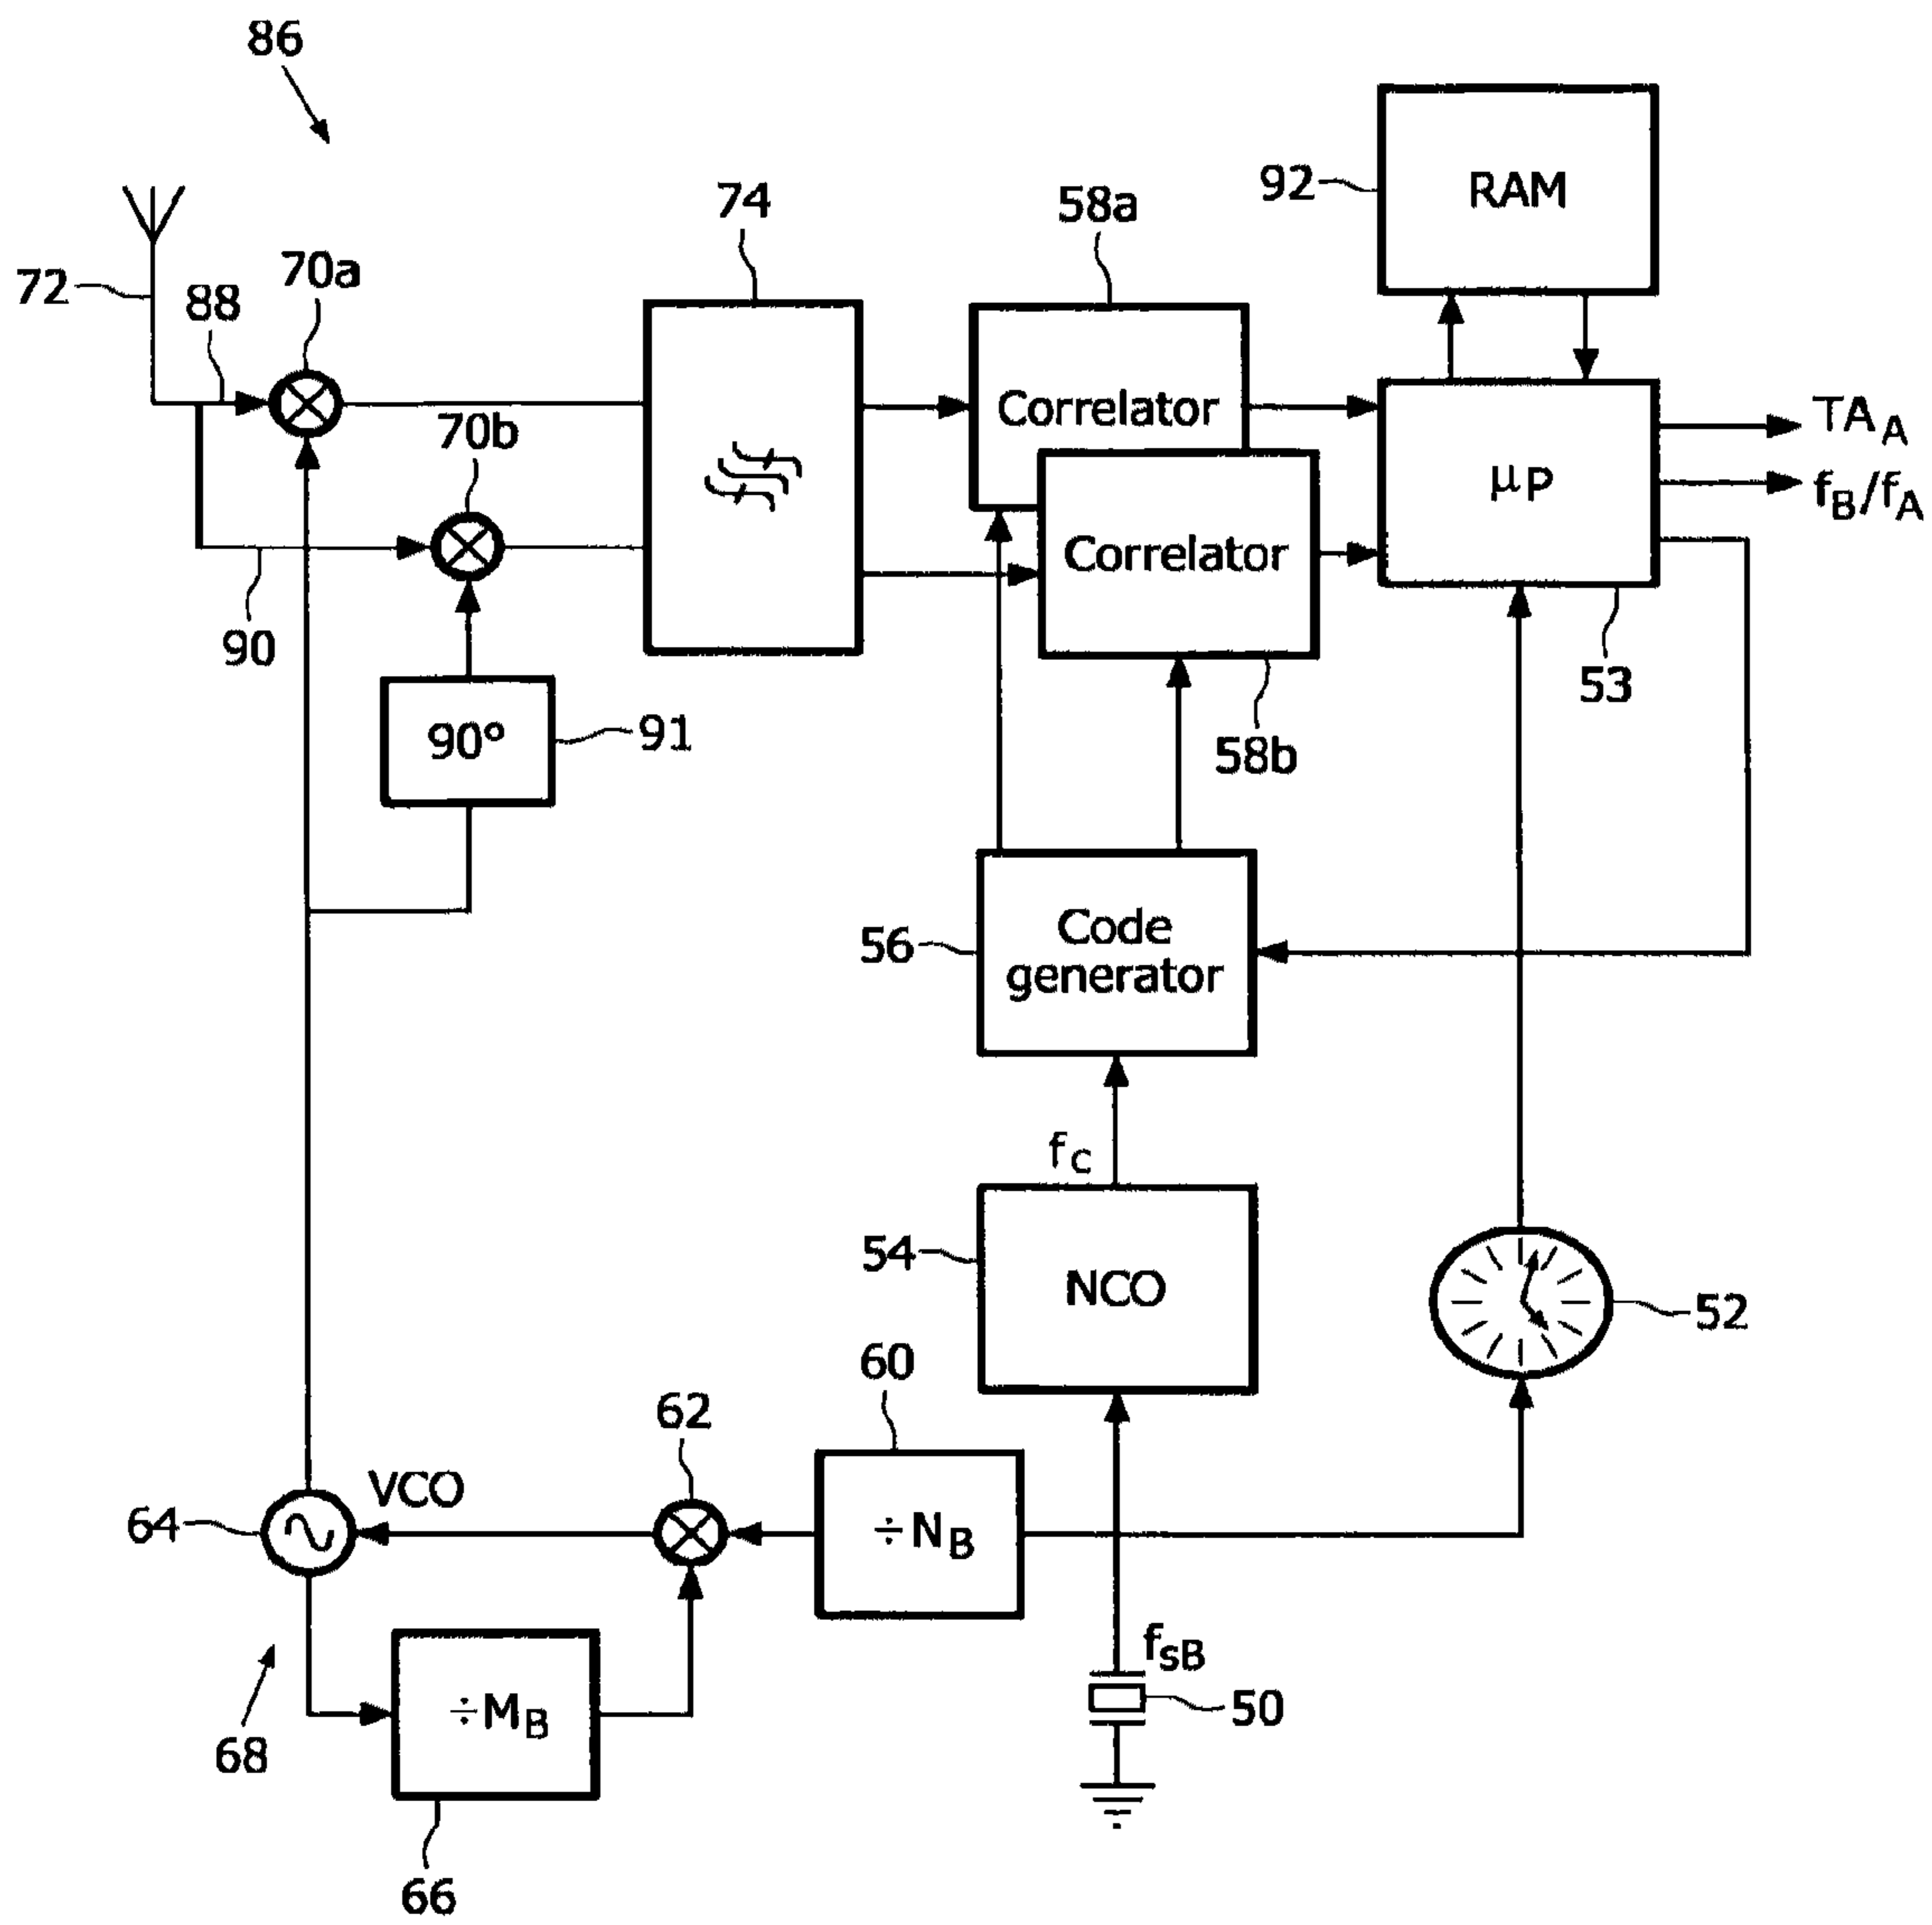 86
RAM
92
74
58a
70a
72
88
Correlator
TA_A
70b
µP
f_B/f_A
Correlator
90
53
90°
91
58b
Code
generator
56
f_C
54
NCO
52
60
62
VCO
64
÷N_B
f_sB
÷M_B
50
68
66